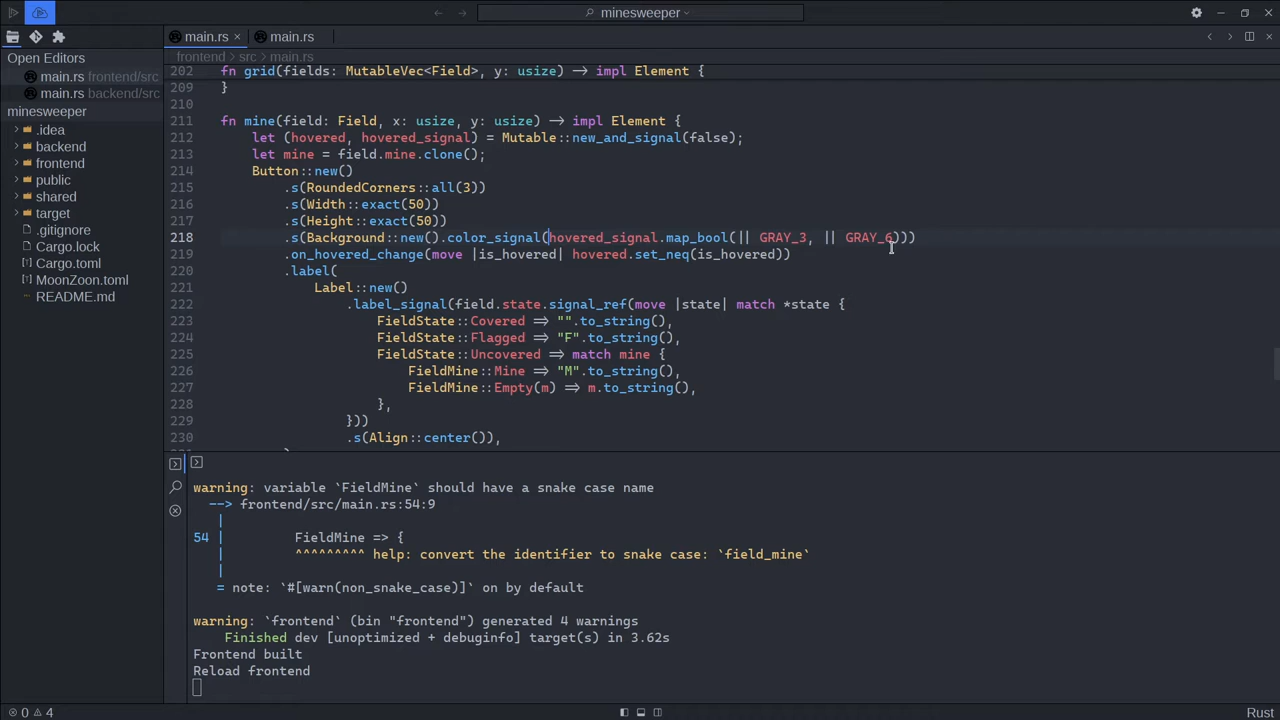 minesweeper
main.rs
main.rs
Open Editors
main.rs frontend/src
main.rs backend/src
minesweeper
.idea
backend
frontend
public
shared
target
.gitignore
Cargo.lock
Cargo.toml
MoonZoon.toml
README.md
frontend > src > main.rs
202 fn grid(fields: MutableVec<Field>, y: usize) -> impl Element {
209 }
210
211 fn mine(field: Field, x: usize, y: usize) -> impl Element {
212 let (hovered, hovered_signal) = Mutable::new_and_signal(false);
213 let mine = field.mine.clone();
214 Button::new()
215 .s(RoundedCorners::all(3))
216 .s(Width::exact(50))
217 .s(Height::exact(50))
218 .s(Background::new().color_signal(hovered_signal.map_bool(|| GRAY_3, || GRAY_6)))
219 .on_hovered_change(move |is_hovered| hovered.set_neq(is_hovered))
220 .label(
221 Label::new()
222 .label_signal(field.state.signal_ref(move |state| match *state {
223 FieldState::Covered => "".to_string(),
224 FieldState::Flagged => "F".to_string(),
225 FieldState::Uncovered => match mine {
226 FieldMine::Mine => "M".to_string(),
227 FieldMine::Empty(m) => m.to_string(),
228 },
229 }))
230 .s(Align::center()),
warning: variable `FieldMine` should have a snake case name
--> frontend/src/main.rs:54:9
|
54 | FieldMine => {
| ^^^^^^^^^ help: convert the identifier to snake case: `field_mine`
|
= note: `#[warn(non_snake_case)]` on by default
warning: `frontend` (bin "frontend") generated 4 warnings
Finished dev [unoptimized + debuginfo] target(s) in 3.62s
Frontend built
Reload frontend
0 4
Rust